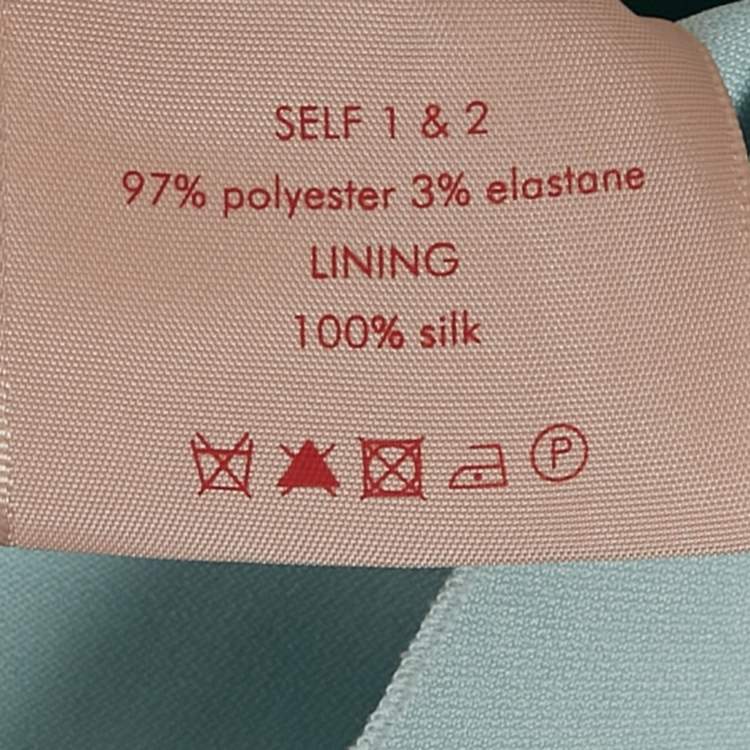 SELF 1 & 2
97% polyester 3% elastane
LINING
100% silk
P